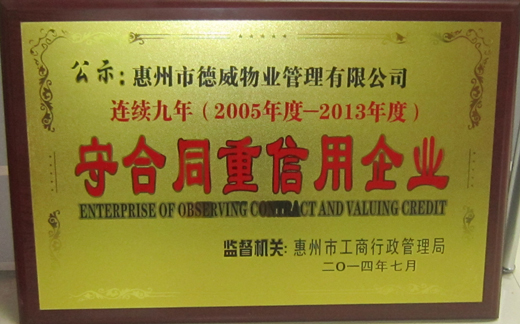 公示：惠州市德威物业管理有限公司
连续九年（2005年度—2013年度）
守合同重信用企业
ENTERPRISE OF OBSERVING CONTRACT AND VALUING CREDIT
监督机关：惠州市工商行政管理局
二〇一四年七月